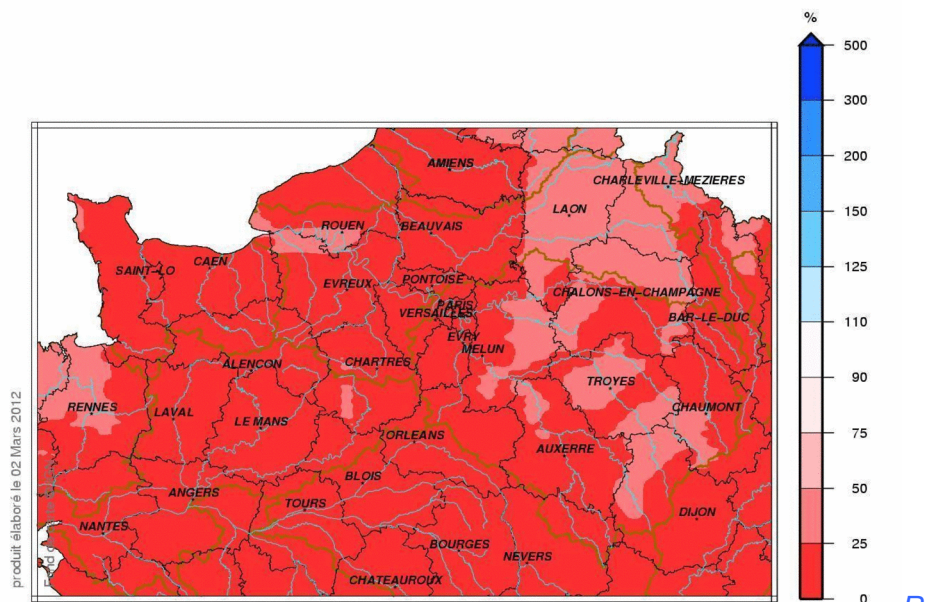 %
500
300
200
150
125
110
90
75
50
25
0
AMIENS
CHARLEVILLE-MEZIERES
LAON
ROUEN
BEAUVAIS
CAEN
SAINT-LO
EVREUX
PONTOISE
CHALONS-EN-CHAMPAGNE
PARIS
VERSAILLES
BAR-LE-DUC
EVRY
MELUN
ALENCON
CHARTRES
TROYES
RENNES
LAVAL
LE MANS
CHAUMONT
ORLEANS
AUXERRE
BLOIS
ANGERS
TOURS
DIJON
NANTES
BOURGES
NEVERS
CHATEAUROUX
produit élaboré le 02 Mars 2012